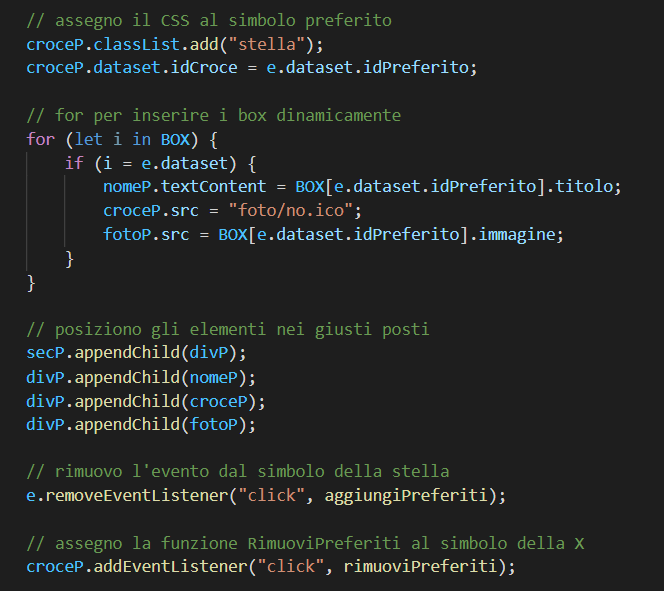 // assegno il CSS al simbolo preferito
croceP.classList.add("stella");
croceP.dataset.idCroce = e.dataset.idPreferito;
// for per inserire i box dinamicamente
for (let i in BOX) {
if (i = e.dataset) {
nomeP.textContent = BOX[e.dataset.idPreferito].titolo;
croceP.src = "foto/no.ico";
fotoP.src = BOX[e.dataset.idPreferito].immagine;
}
}
// posiziono gli elementi nei giusti posti
secP.appendChild(divP);
divP.appendChild(nomeP);
divP.appendChild(croceP);
divP.appendChild(fotoP);
// rimuovo l'evento dal simbolo della stella
e.removeEventListener("click", aggiungiPreferiti);
// assegno la funzione RimuoviPreferiti al simbolo della X
croceP.addEventListener("click", rimuoviPreferiti);